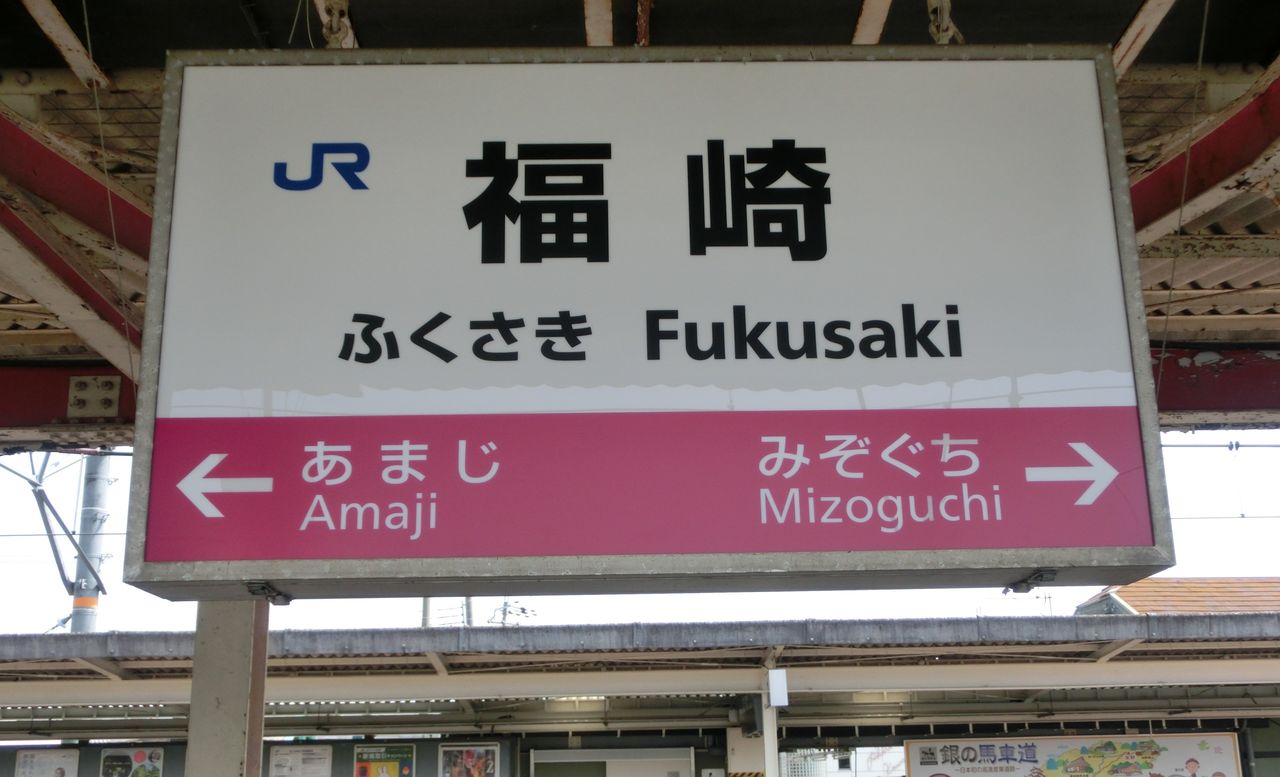 JR
福崎
ふくさき Fukusaki
← あまじ みぞぐち →
Amaji Mizoguchi
銀の馬車道